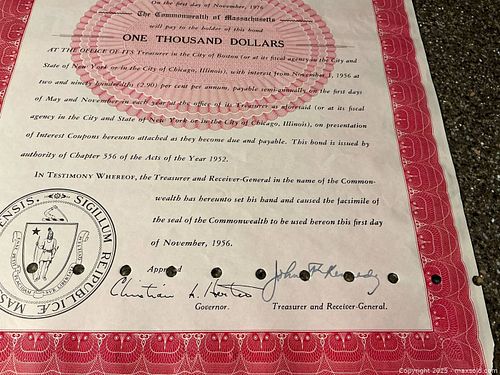 On the first day of November, 1976
The Commonwealth of Massachusetts
will pay to the holder of this bond
ONE THOUSAND DOLLARS
AT THE OFFICE OF ITS Treasurer in the City of Boston (or at its fiscal agency in the City and
State of New York or in the City of Chicago, Illinois), with interest from November 1, 1956 at
two and ninety hundredths (2.90) per cent per annum, payable semi-annually on the first days
of May and November in each year at the office of its Treasurer as aforesaid (or at its fiscal
agency in the City and State of New York or in the City of Chicago, Illinois), on presentation
of Interest Coupons hereunto attached as they become due and payable. This bond is issued by
authority of Chapter 556 of the Acts of the Year 1952.
IN TESTIMONY WHEREOF, the Treasurer and Receiver-General in the name of the Common-
wealth has hereunto set his hand and caused the facsimile of
the seal of the Commonwealth to be used hereon this first day
of November, 1956.
ENSIS. SIGILLUM REIPUBLICÆ MAS
Approved
Christian A. Herter
John F. Kennedy
Governor.
Treasurer and Receiver-General.
Copyright 2025 - maxsold.com